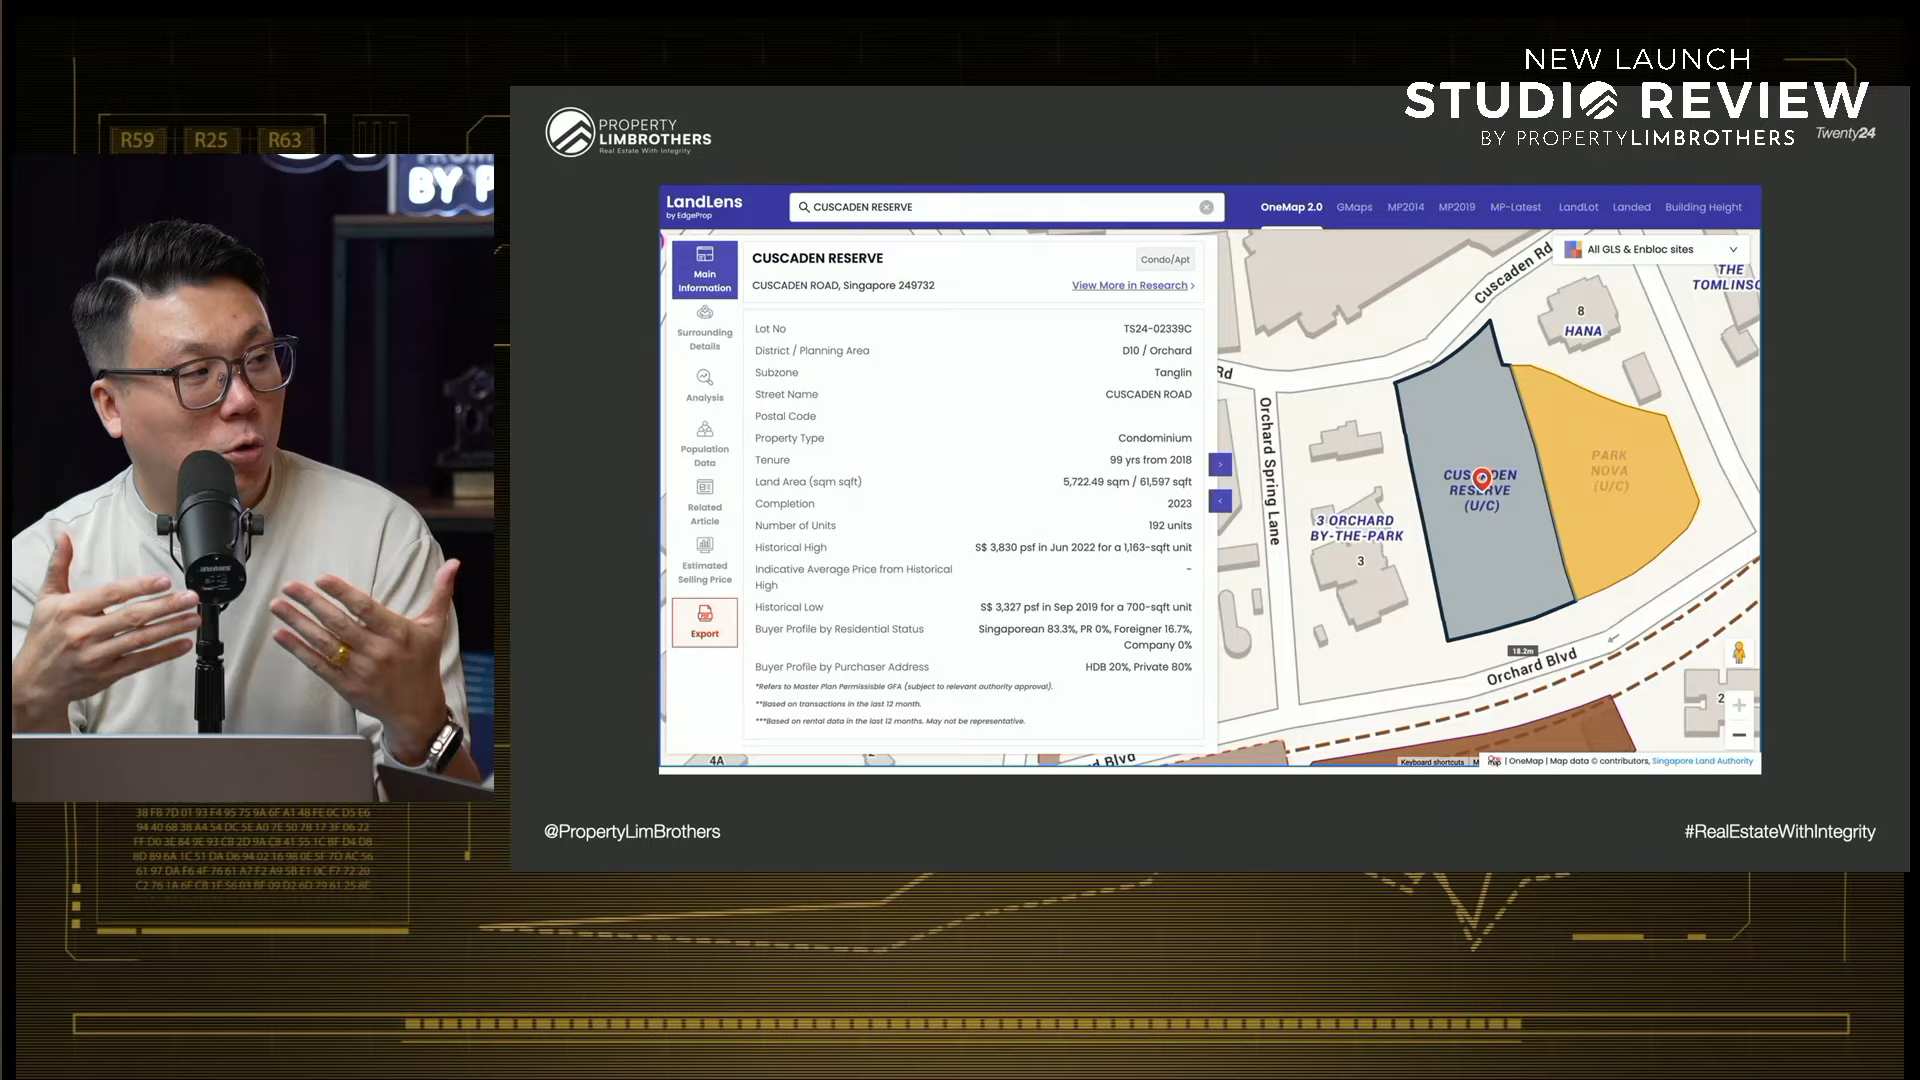 NEW LAUNCH
STUDIO REVIEW
BY PROPERTYLIMBROTHERS Twenty24
R59 R25 R63
PROPERTY
LIMBROTHERS
Real Estate With Integrity
BY P
LandLens
by EdgeProp
CUSCADEN RESERVE
OneMap 2.0 GMaps MP2014 MP2019 MP-Latest LandLot Landed Building Height
Main
Information
Surrounding
Details
Analysis
Population
Data
Related
Article
Estimated
Selling Price
Export
CUSCADEN RESERVE
Condo/Apt
CUSCADEN ROAD, Singapore 249732
View More in Research >
Lot No TS24-02339C
District / Planning Area D10 / Orchard
Subzone Tanglin
Street Name CUSCADEN ROAD
Postal Code
Property Type Condominium
Tenure 99 yrs from 2018
Land Area (sqm sqft) 5,722.49 sqm / 61,597 sqft
Completion 2023
Number of Units 192 units
Historical High S$ 3,830 psf in Jun 2022 for a 1,163-sqft unit
Indicative Average Price from Historical -
High
Historical Low S$ 3,327 psf in Sep 2019 for a 700-sqft unit
Buyer Profile by Residential Status Singaporean 83.3%, PR 0%, Foreigner 16.7%,
Company 0%
Buyer Profile by Purchaser Address HDB 20%, Private 80%
*Refers to Master Plan Permissisble GFA (subject to relevant authority approval).
**Based on transactions in the last 12 month.
***Based on rental data in the last 12 months. May not be representative.
All GLS & Enbloc sites
Cuscaden Rd
THE
TOMLINSO
8
HANA
Rd
Orchard Spring Lane
PARK
NOVA
(U/C)
RESERVE
(U/C)
3 ORCHARD
BY-THE-PARK
3
18.2m
Orchard Blvd
2
4A
Blvd
Keyboard shortcuts M
| OneMap | Map data © contributors, Singapore Land Authority
@PropertyLimBrothers
#RealEstateWithIntegrity